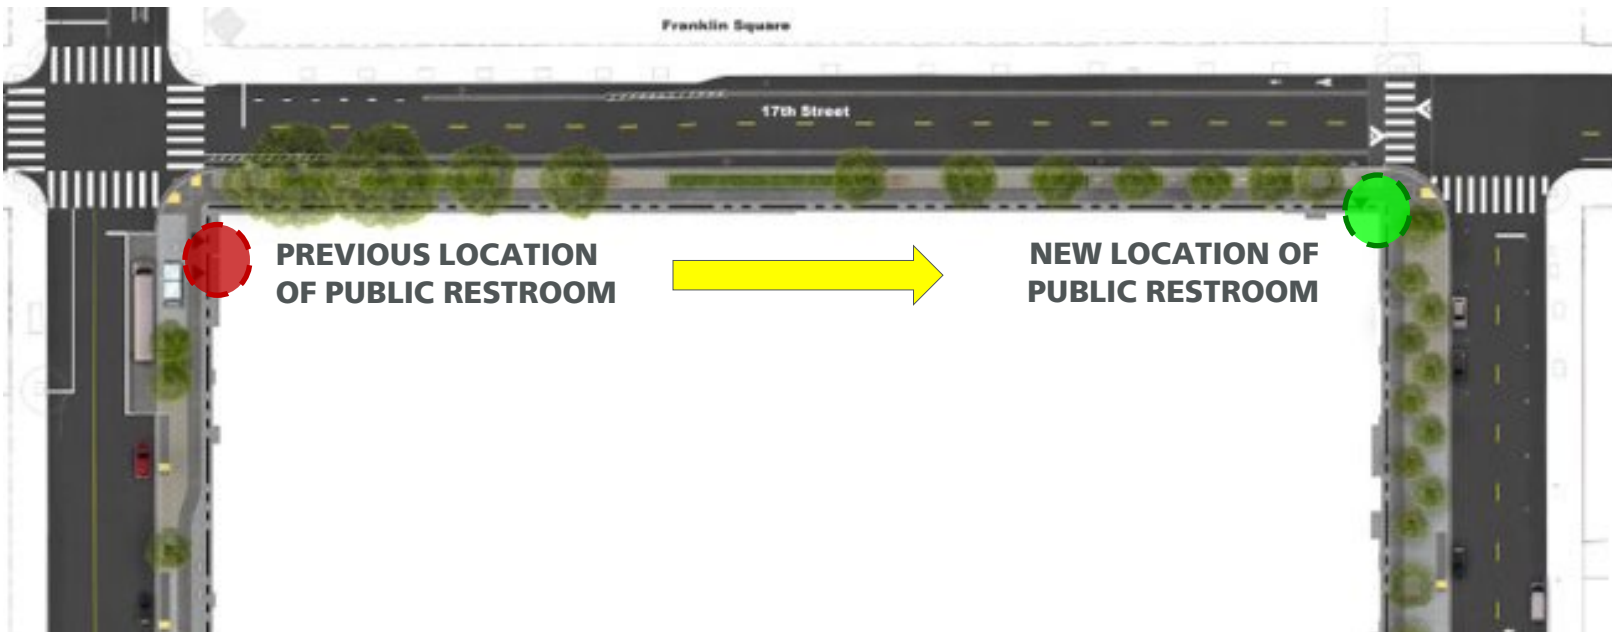 Franklin Square
17th Street
PREVIOUS LOCATION
OF PUBLIC RESTROOM
NEW LOCATION OF
PUBLIC RESTROOM